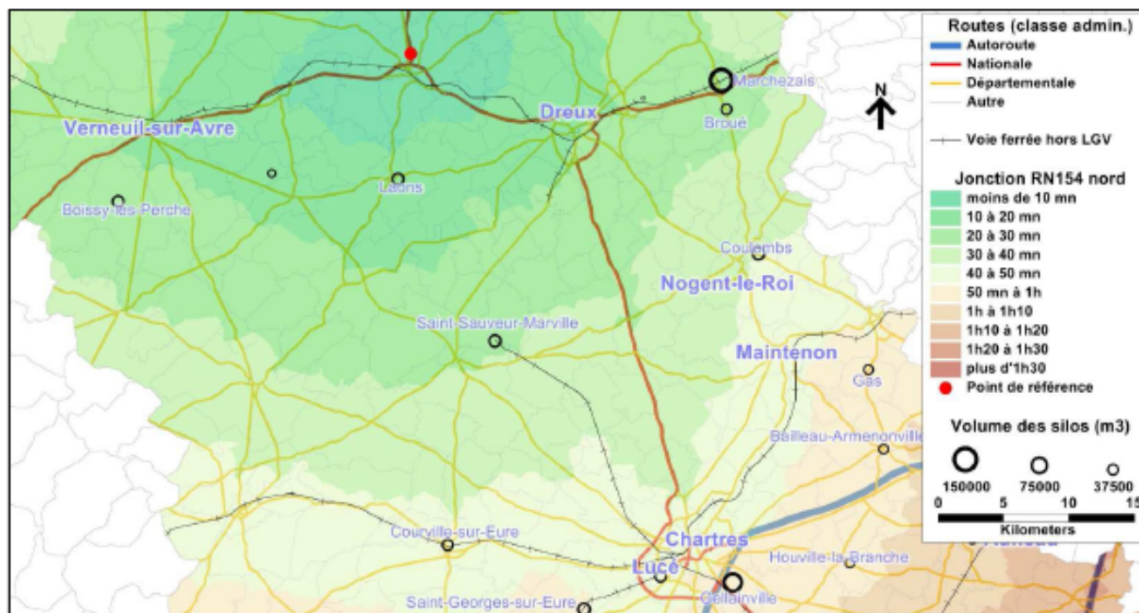 Routes (classe admin.)
Autoroute
Nationale
Départementale
Autre
Voie ferrée hors LGV
Jonction RN154 nord
moins de 10 mn
10 à 20 mn
20 à 30 mn
30 à 40 mn
40 à 50 mn
50 mn à 1h
1h à 1h10
1h10 à 1h20
1h20 à 1h30
plus d'1h30
Point de référence
Volume des silos (m3)
150000 75000 37500
0 5 10 15
Kilometers
N
Marchezais
Dreux
Broué
Verneuil-sur-Avre
Laons
Boissy-lès-Perche
Coulombs
Nogent-le-Roi
Saint-Sauveur-Marville
Maintenon
Gas
Bailleau-Armenonville
Courville-sur-Eure
Chartres
Houville-la-Branche
Lucé
Gellainville
Saint-Georges-sur-Eure